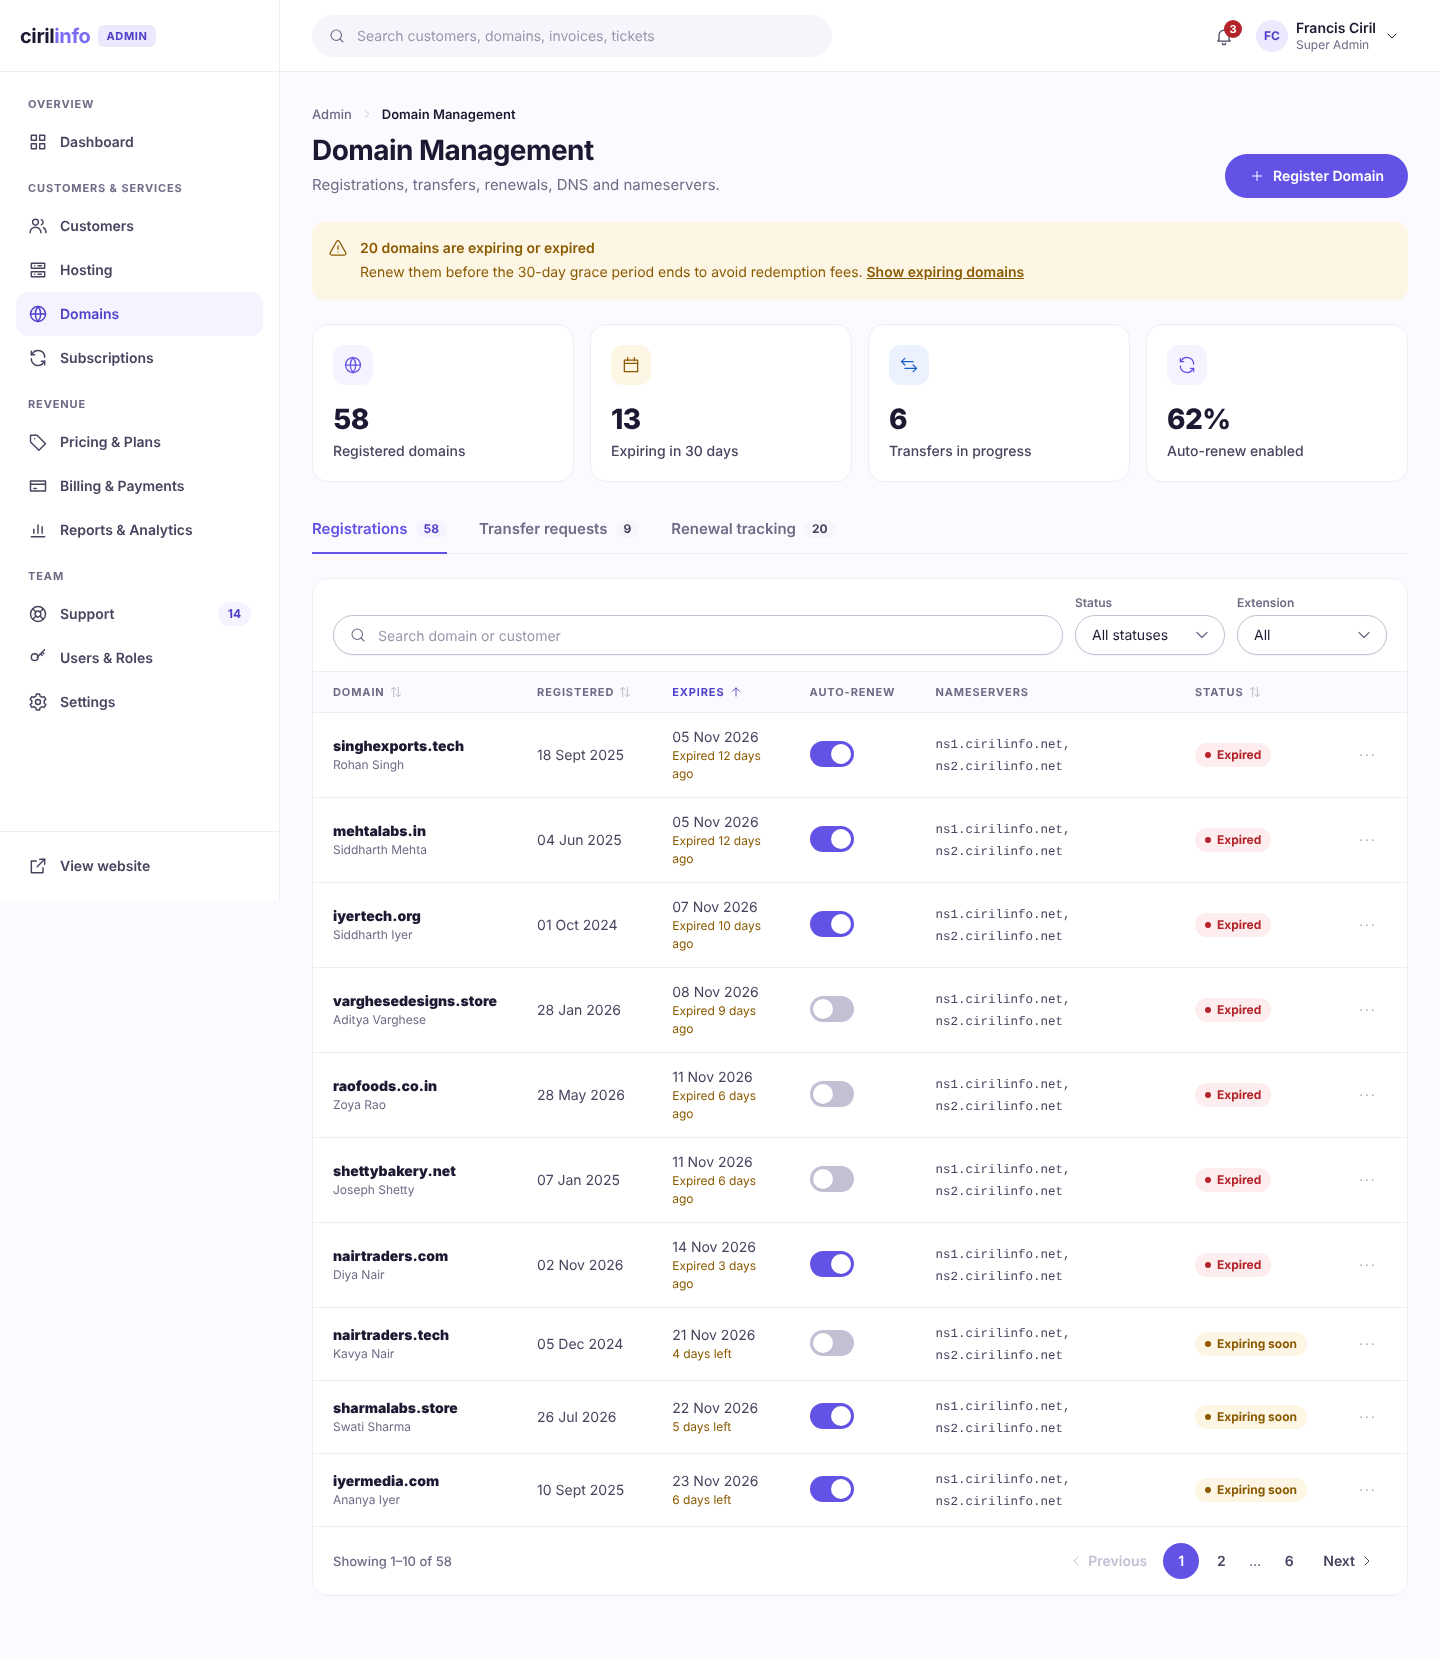 cirilinfo ADMIN
Search customers, domains, invoices, tickets
3
FC
Francis Ciril
Super Admin
OVERVIEW
Dashboard
CUSTOMERS & SERVICES
Customers
Hosting
Domains
Subscriptions
REVENUE
Pricing & Plans
Billing & Payments
Reports & Analytics
TEAM
Support 14
Users & Roles
Settings
View website
Admin Domain Management
Domain Management
Registrations, transfers, renewals, DNS and nameservers.
Register Domain
20 domains are expiring or expired
Renew them before the 30-day grace period ends to avoid redemption fees. Show expiring domains
58
Registered domains
13
Expiring in 30 days
6
Transfers in progress
62%
Auto-renew enabled
Registrations 58 Transfer requests 9 Renewal tracking 20
Search domain or customer
Status
All statuses
Extension
All
DOMAIN REGISTERED EXPIRES AUTO-RENEW NAMESERVERS STATUS
singhexports.tech
Rohan Singh
18 Sept 2025
05 Nov 2026
Expired 12 days
ago
ns1.cirilinfo.net,
ns2.cirilinfo.net
Expired
mehtalabs.in
Siddharth Mehta
04 Jun 2025
05 Nov 2026
Expired 12 days
ago
ns1.cirilinfo.net,
ns2.cirilinfo.net
Expired
iyertech.org
Siddharth Iyer
01 Oct 2024
07 Nov 2026
Expired 10 days
ago
ns1.cirilinfo.net,
ns2.cirilinfo.net
Expired
varghesedesigns.store
Aditya Varghese
28 Jan 2026
08 Nov 2026
Expired 9 days
ago
ns1.cirilinfo.net,
ns2.cirilinfo.net
Expired
raofoods.co.in
Zoya Rao
28 May 2026
11 Nov 2026
Expired 6 days
ago
ns1.cirilinfo.net,
ns2.cirilinfo.net
Expired
shettybakery.net
Joseph Shetty
07 Jan 2025
11 Nov 2026
Expired 6 days
ago
ns1.cirilinfo.net,
ns2.cirilinfo.net
Expired
nairtraders.com
Diya Nair
02 Nov 2026
14 Nov 2026
Expired 3 days
ago
ns1.cirilinfo.net,
ns2.cirilinfo.net
Expired
nairtraders.tech
Kavya Nair
05 Dec 2024
21 Nov 2026
4 days left
ns1.cirilinfo.net,
ns2.cirilinfo.net
Expiring soon
sharmalabs.store
Swati Sharma
26 Jul 2026
22 Nov 2026
5 days left
ns1.cirilinfo.net,
ns2.cirilinfo.net
Expiring soon
iyermedia.com
Ananya Iyer
10 Sept 2025
23 Nov 2026
6 days left
ns1.cirilinfo.net,
ns2.cirilinfo.net
Expiring soon
Showing 1–10 of 58
Previous 1 2 ... 6 Next